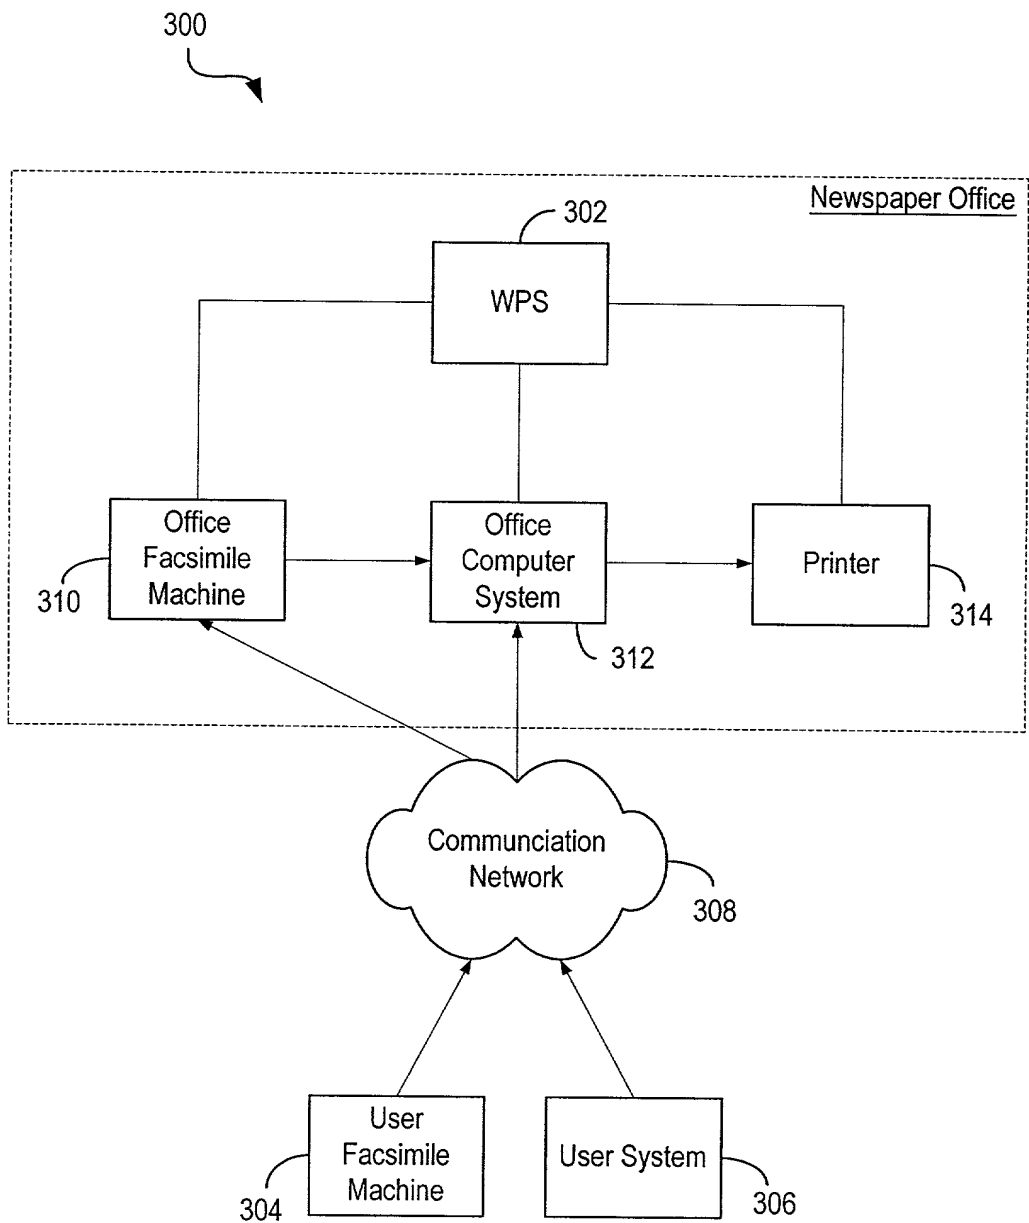 300
Newspaper Office
302
WPS
Office
Facsimile
Machine
310
Office
Computer
System
312
Printer
314
Communciation
Network
308
User
Facsimile
Machine
304
User System
306